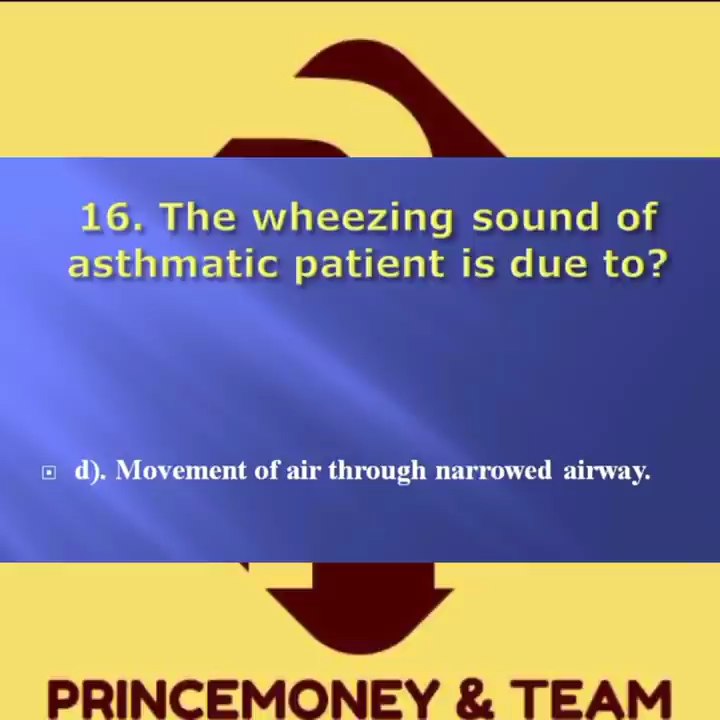 16. The wheezing sound of
asthmatic patient is due to?
d). Movement of air through narrowed airway.
PRINCEMONEY & TEAM